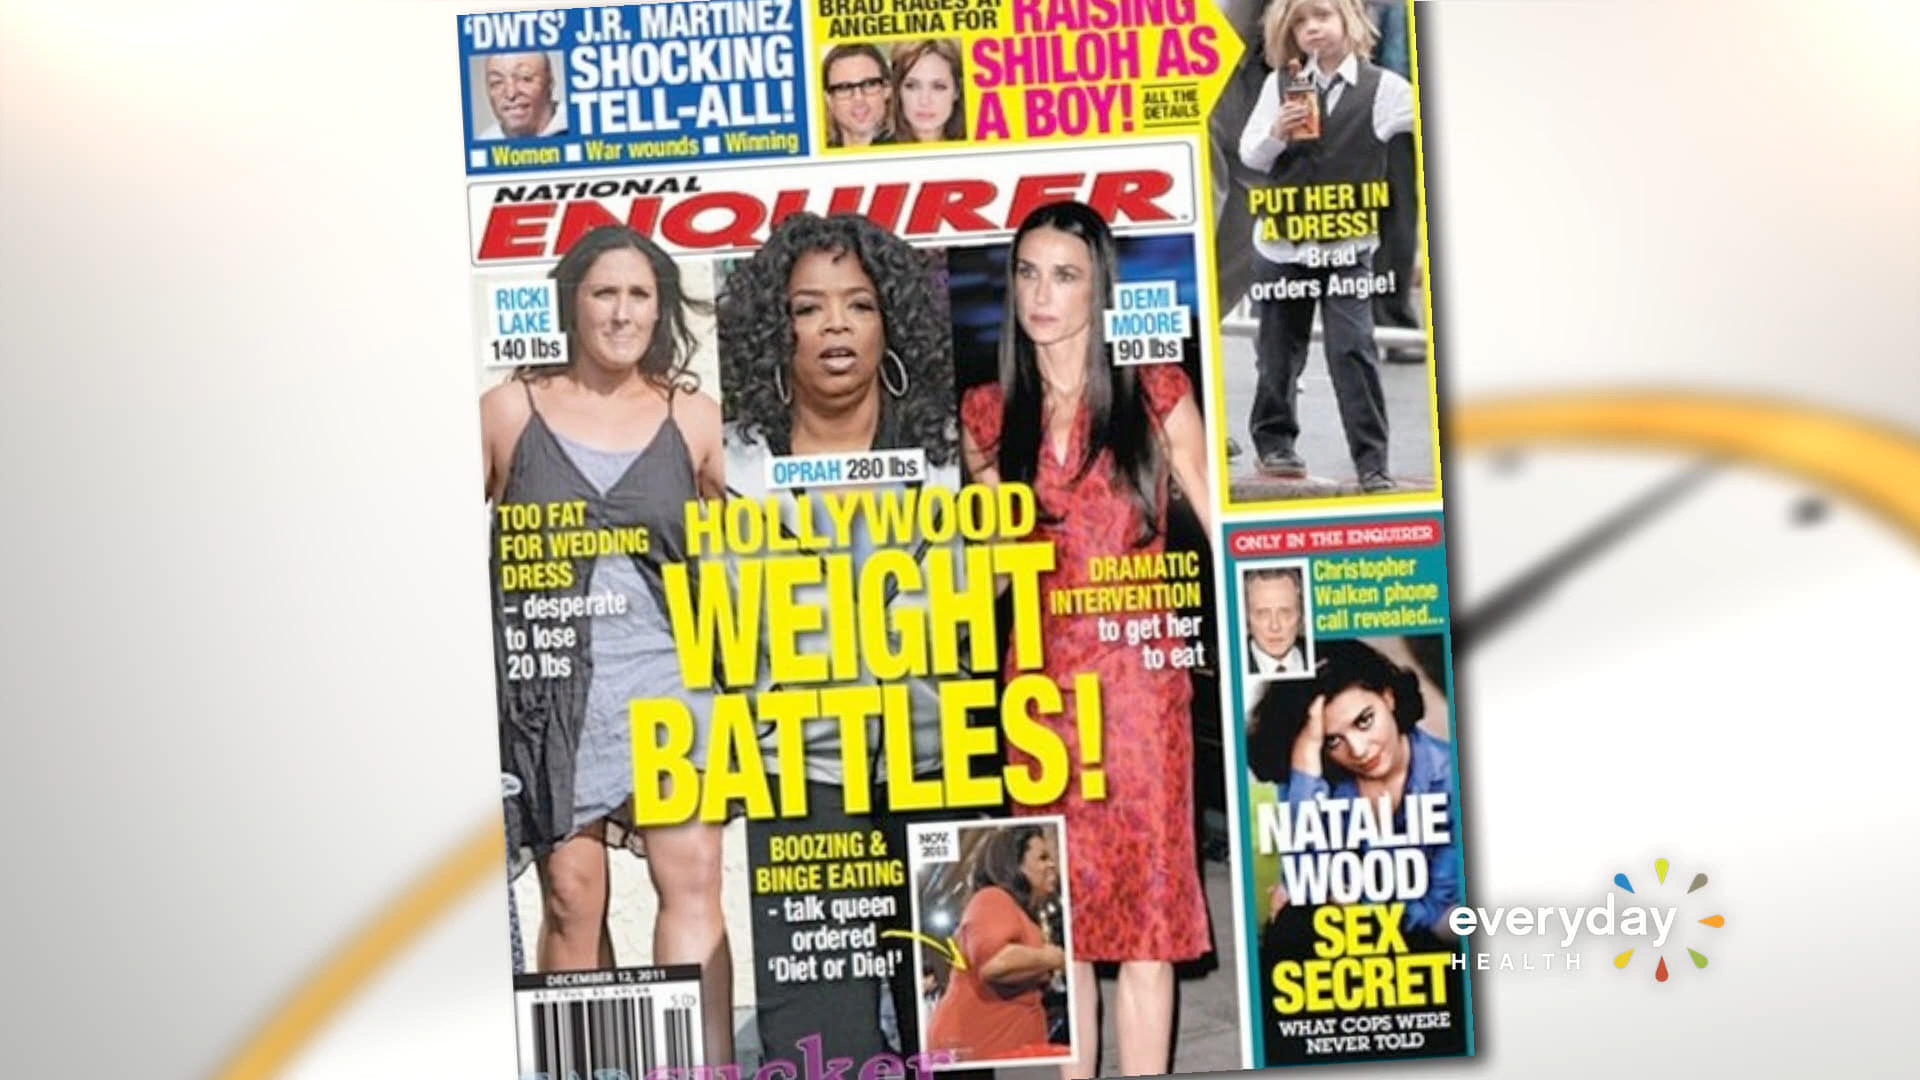 'DWTS' J.R. MARTINEZ
SHOCKING
TELL-ALL!
■ Women ■ War wounds ■ Winning
BRAD RAGES AT
ANGELINA FOR RAISING
SHILOH AS
A BOY!
ALL THE
DETAILS
PUT HER IN
A DRESS!
- Brad
orders Angie!
NATIONAL
ENQUIRER
RICKI
LAKE
140 lbs
OPRAH 280 lbs
DEMI
MOORE
90 lbs
TOO FAT
FOR WEDDING
DRESS
- desperate
to lose
20 lbs
HOLLYWOOD
WEIGHT
BATTLES!
DRAMATIC
INTERVENTION
to get her
to eat
BOOZING &
BINGE EATING
- talk queen
ordered
'Diet or Die!'
NOV.
2011
ONLY IN THE ENQUIRER
Christopher
Walken phone
call revealed...
NATALIE
WOOD
SEX
SECRET
WHAT COPS WERE
NEVER TOLD
DECEMBER 12, 2011
everyday
HEALTH